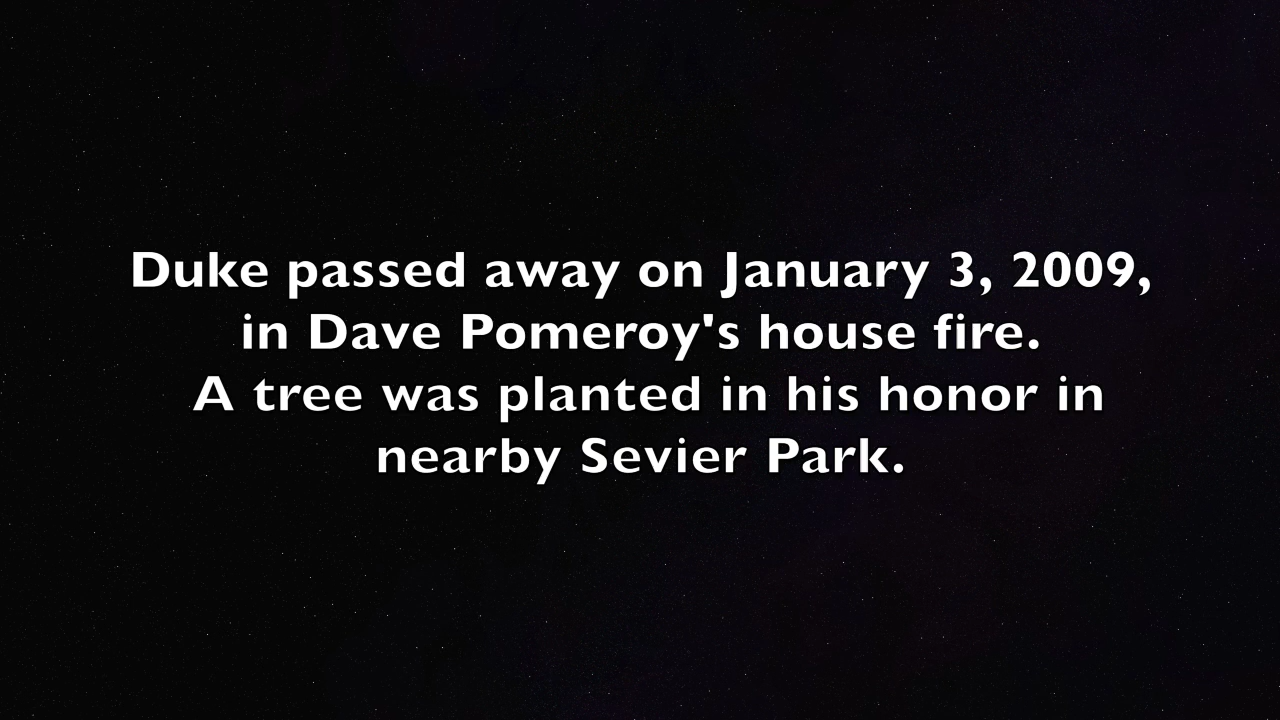 Duke passed away on January 3, 2009,
in Dave Pomeroy's house fire.
A tree was planted in his honor in
nearby Sevier Park.